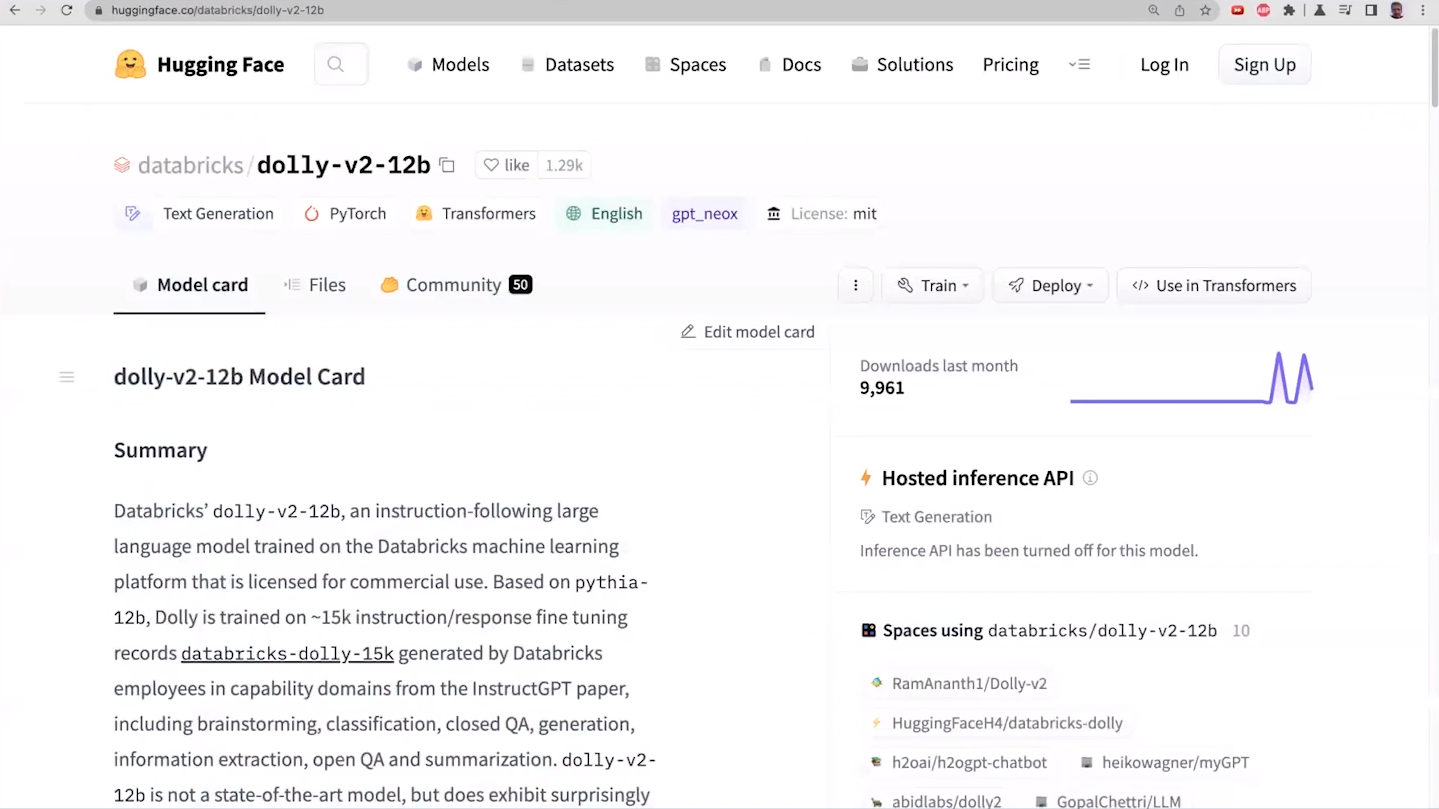 huggingface.co/databricks/dolly-v2-12b
ABP
Hugging Face
Models
Datasets
Spaces
Docs
Solutions
Pricing
Log In
Sign Up
databricks/dolly-v2-12b
like 1.29k
Text Generation
PyTorch
Transformers
English
gpt_neox
License: mit
Model card
Files
Community 50
Train
Deploy
</> Use in Transformers
Edit model card
dolly-v2-12b Model Card
Summary
Databricks’ dolly-v2-12b, an instruction-following large
language model trained on the Databricks machine learning
platform that is licensed for commercial use. Based on pythia-
12b, Dolly is trained on ~15k instruction/response fine tuning
records databricks-dolly-15k generated by Databricks
employees in capability domains from the InstructGPT paper,
including brainstorming, classification, closed QA, generation,
information extraction, open QA and summarization. dolly-v2-
12b is not a state-of-the-art model, but does exhibit surprisingly
Downloads last month
9,961
Hosted inference API
Text Generation
Inference API has been turned off for this model.
Spaces using databricks/dolly-v2-12b 10
RamAnanth1/Dolly-v2
HuggingFaceH4/databricks-dolly
h2oai/h2ogpt-chatbot
heikowagner/myGPT
abidlabs/dolly2
GopalChettri/LLM